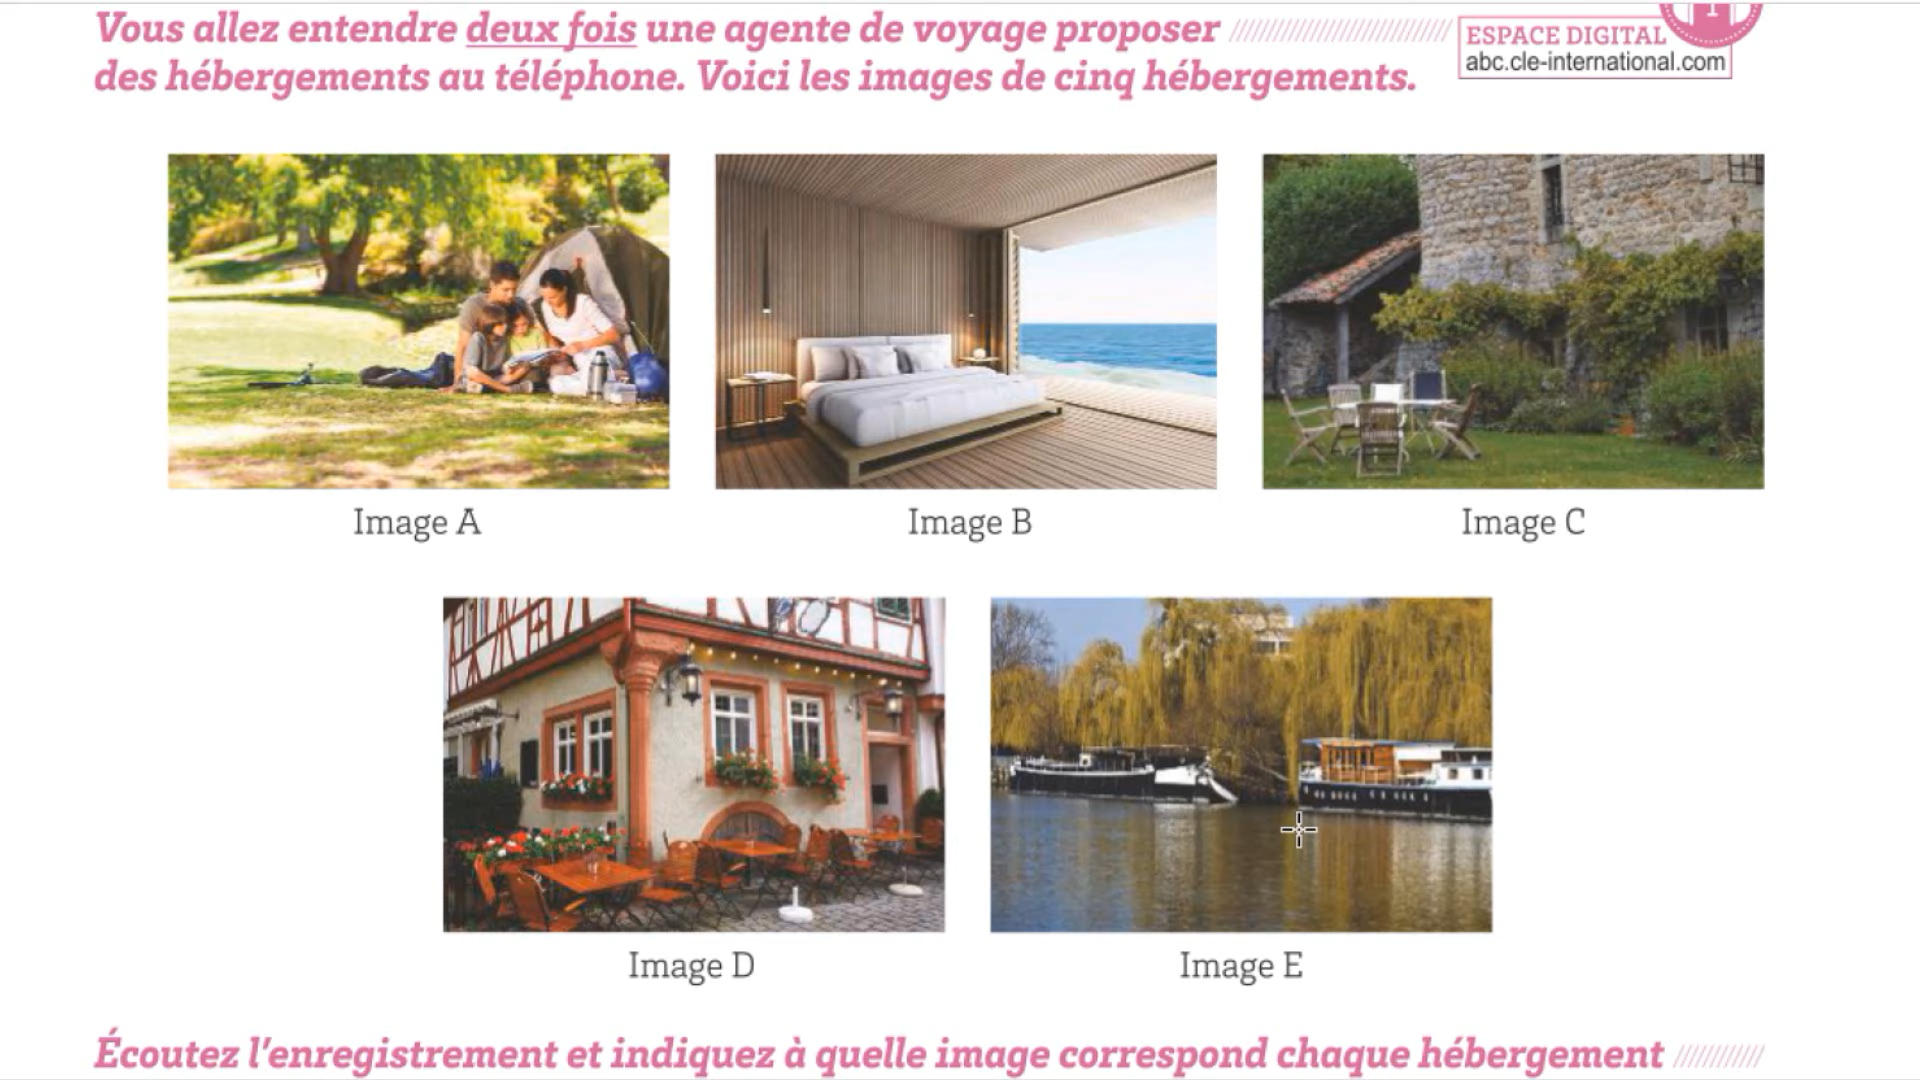 Vous allez entendre deux fois une agente de voyage proposer
des hébergements au téléphone. Voici les images de cinq hébergements.
ESPACE DIGITAL
abc.cle-international.com
Image A
Image B
Image C
Image D
Image E
Écoutez l'enregistrement et indiquez à quelle image correspond chaque hébergement